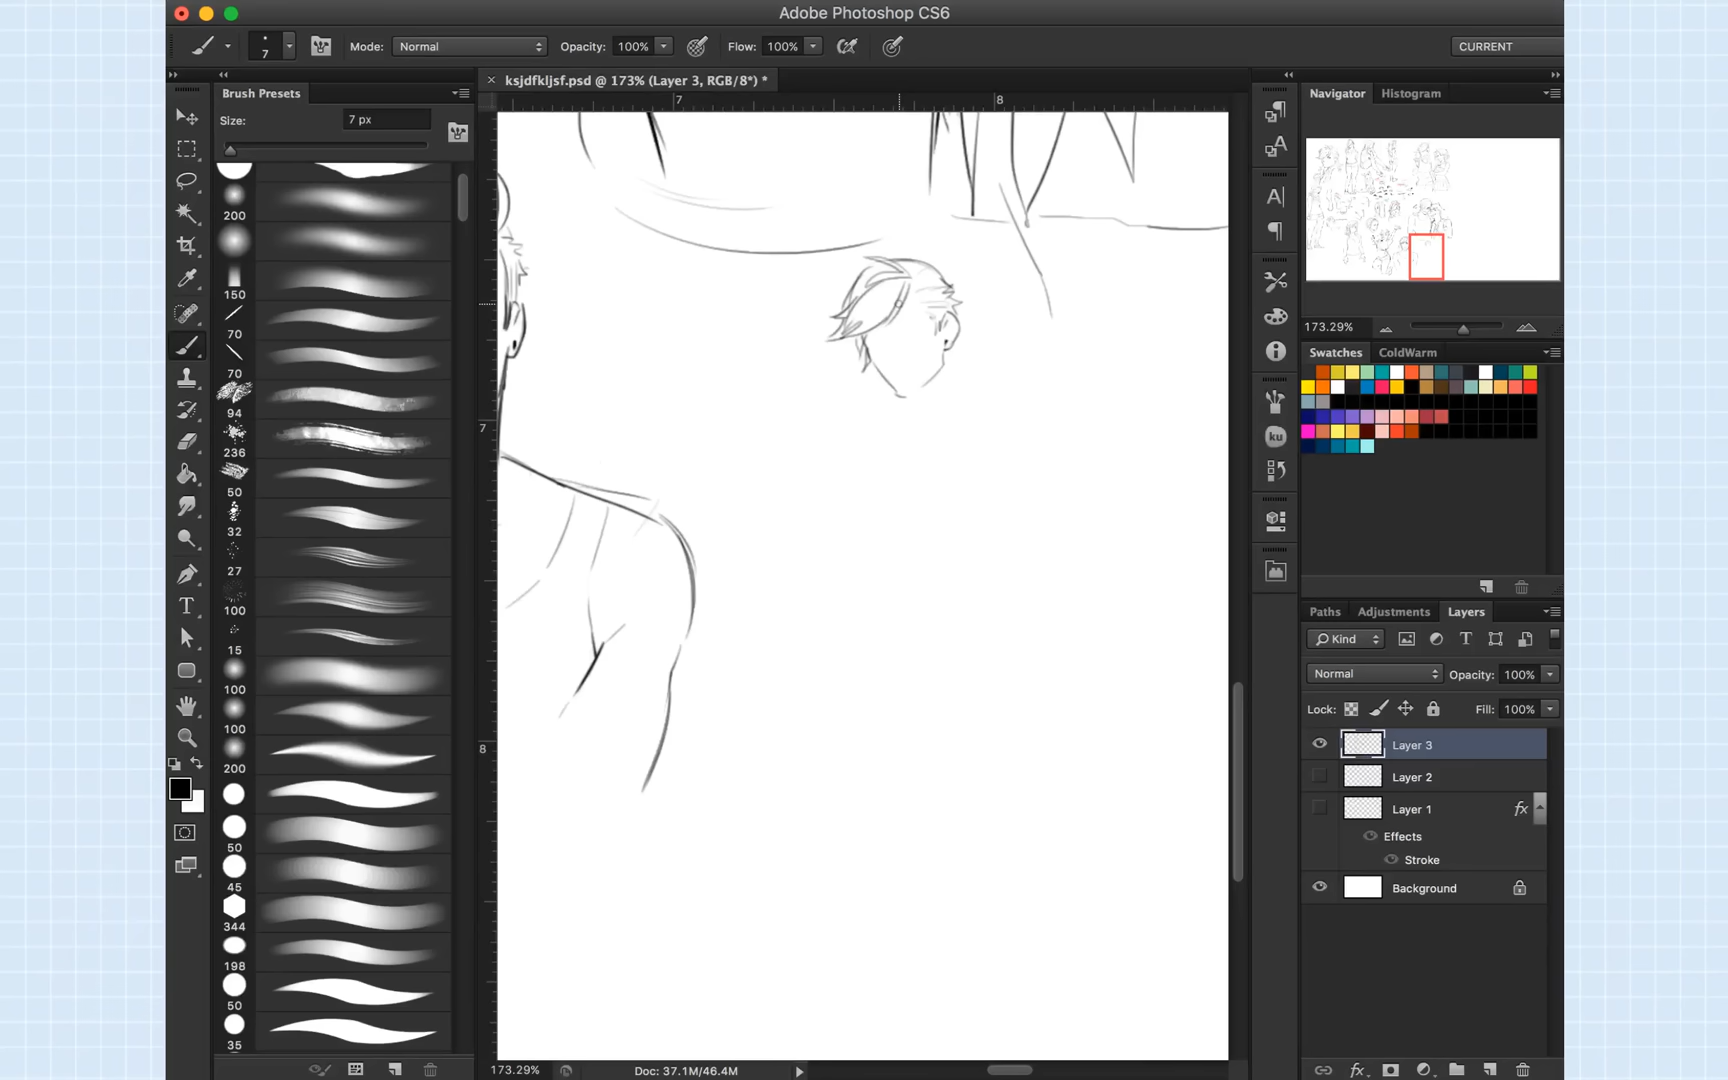 Adobe Photoshop CS6
7
Mode: Normal
Opacity: 100%
Flow: 100%
CURRENT
Brush Presets
Size: 7 px
ksjdfkljsf.psd @ 173% (Layer 3, RGB/8*) *
7
8
7
8
200
150
70
70
94
236
50
32
27
100
15
100
100
200
50
45
344
198
50
35
173.29%
Doc: 37.1M/46.4M
Navigator
Histogram
173.29%
Swatches
ColdWarm
A
A
ku
Paths
Adjustments
Layers
Kind
Normal
Opacity: 100%
Lock:
Fill: 100%
Layer 3
Layer 2
Layer 1
fx
Effects
Stroke
Background
fx